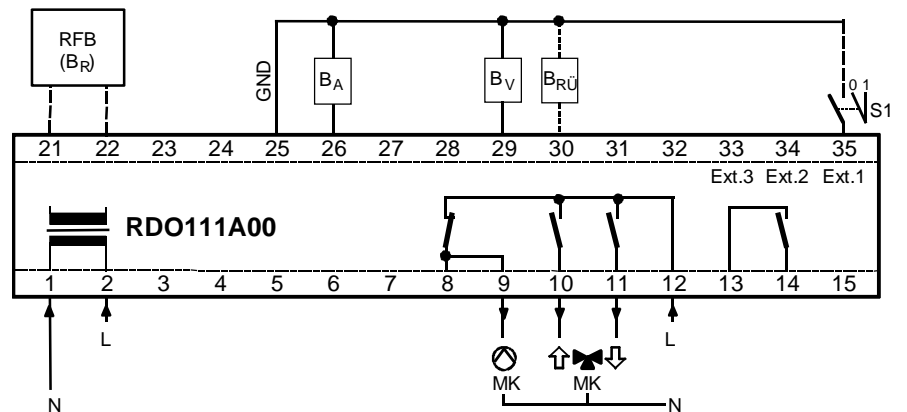 RFB
(BR)
GND
BA
BV
BRÜ
0 1
S1
21 22 23 24 25 26 27 28 29 30 31 32 33 34 35
Ext.3 Ext.2 Ext.1
RDO111A00
1 2 3 4 5 6 7 8 9 10 11 12 13 14 15
L
L
MK
MK
N
N